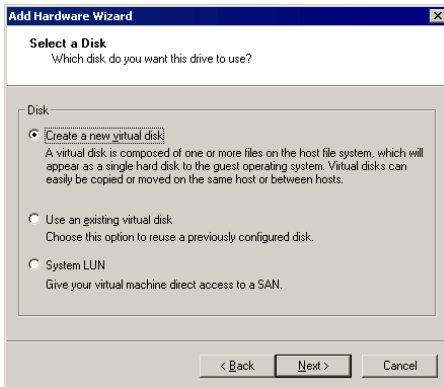 Add Hardware Wizard
Select a Disk
Which disk do you want this drive to use?
Disk
Create a new virtual disk
A virtual disk is composed of one or more files on the host file system, which will
appear as a single hard disk to the guest operating system. Virtual disks can
easily be copied or moved on the same host or between hosts.
Use an existing virtual disk
Choose this option to reuse a previously configured disk.
System LUN
Give your virtual machine direct access to a SAN.
< Back
Next >
Cancel